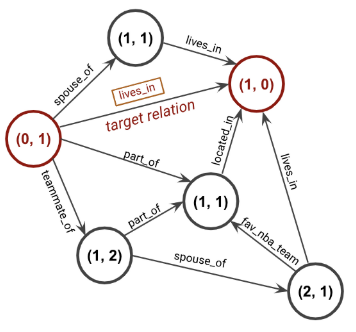 (1, 1)
lives_in
spouse_of
lives_in
(1, 0)
target relation
(0, 1)
part_of
located_in
teammate_of
(1, 1)
lives_in
part_of
fav_nba_team
(1, 2)
spouse_of
(2, 1)